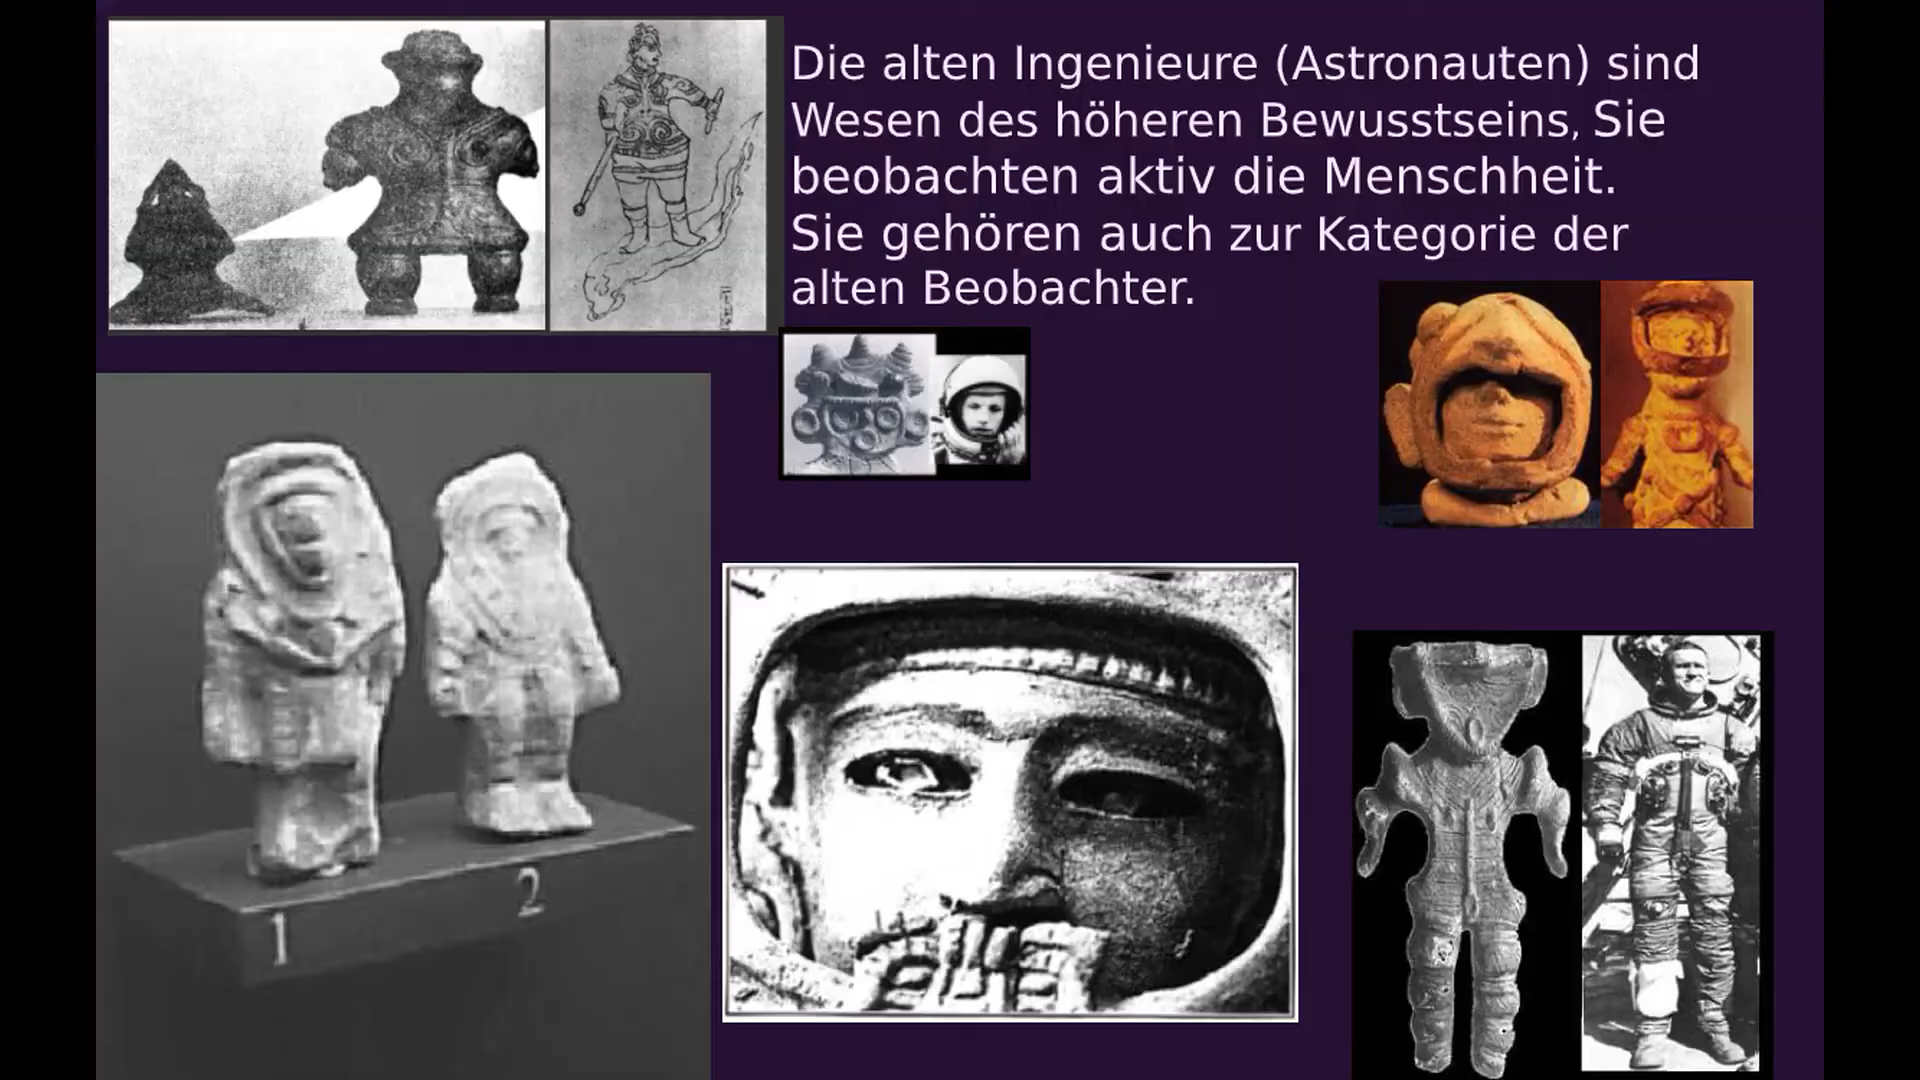 Die alten Ingenieure (Astronauten) sind
Wesen des höheren Bewusstseins, Sie
beobachten aktiv die Menschheit.
Sie gehören auch zur Kategorie der
alten Beobachter.
1
2